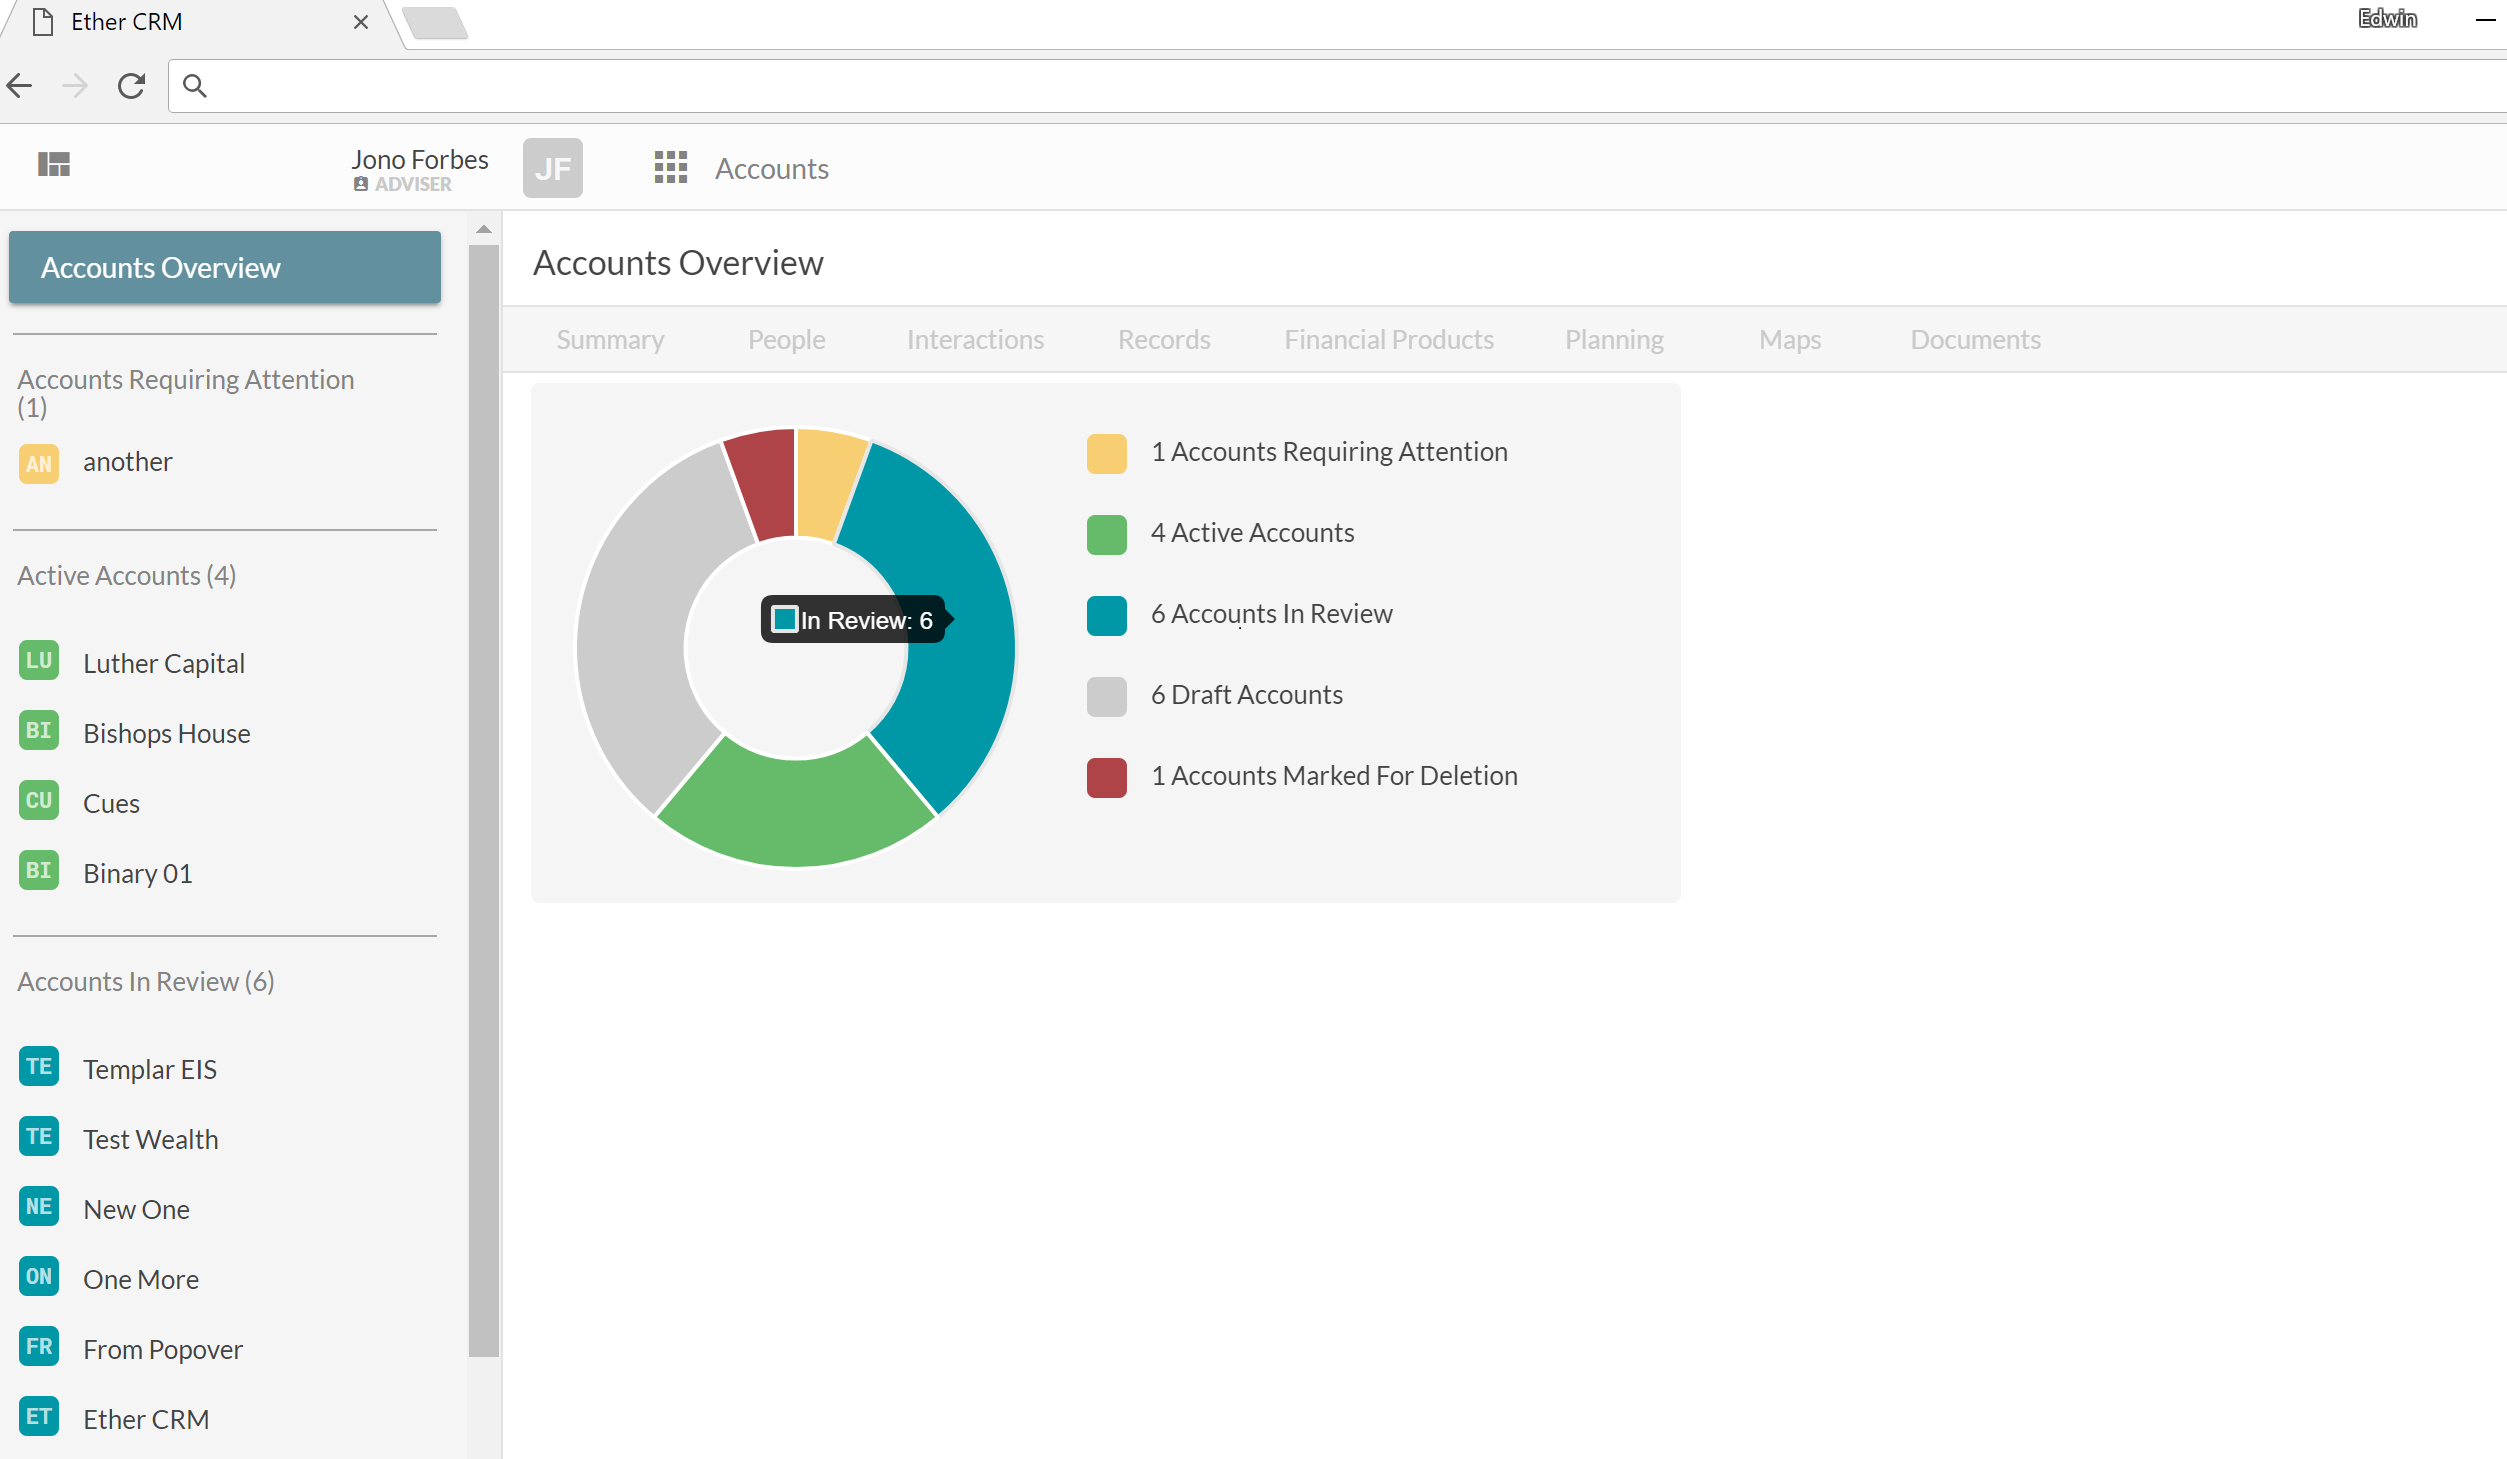 Ether CRM
Edwin
Jono Forbes
ADVISER
JF
Accounts
Accounts Overview
Accounts Requiring Attention
(1)
AN
another
Active Accounts (4)
LU
Luther Capital
BI
Bishops House
CU
Cues
BI
Binary 01
Accounts In Review (6)
TE
Templar EIS
TE
Test Wealth
NE
New One
ON
One More
FR
From Popover
ET
Ether CRM
Accounts Overview
Summary
People
Interactions
Records
Financial Products
Planning
Maps
Documents
In Review: 6
1 Accounts Requiring Attention
4 Active Accounts
6 Accounts In Review
6 Draft Accounts
1 Accounts Marked For Deletion